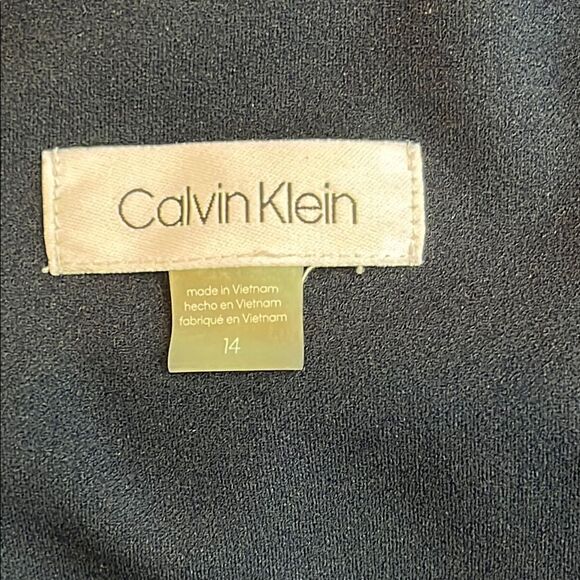 Calvin Klein
made in Vietnam
hecho en Vietnam
fabriqué en Vietnam
14